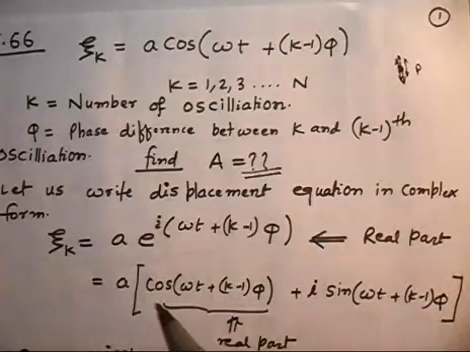 ①
.66 ξₖ = a cos(ωt + (k-1)φ)
K = 1,2,3 .... N
P
K = Number of oscilliation.
φ = Phase difference between K and (k-1)ᵗʰ
oscilliation. find A = ??
Let us write displacement equation in complex
form.
ξₖ = a e^i(ωt + (k-1)φ) ⟸ Real Part
= a [cos(ωt + (k-1)φ) + i sin(ωt + (k-1)φ]
⇑
real part